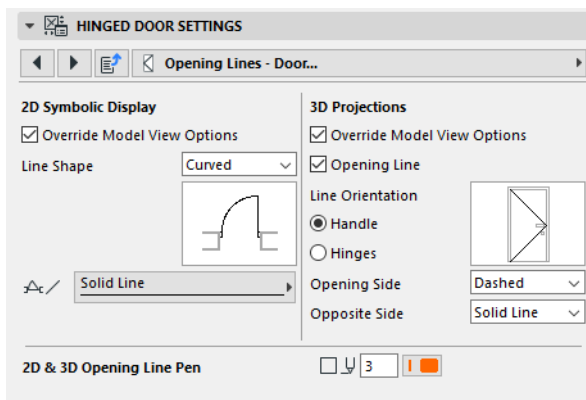 HINGED DOOR SETTINGS
Opening Lines - Door...
2D Symbolic Display
Override Model View Options
Line Shape
Curved
Solid Line
3D Projections
Override Model View Options
Opening Line
Line Orientation
Handle
Hinges
Opening Side
Dashed
Opposite Side
Solid Line
2D & 3D Opening Line Pen
3